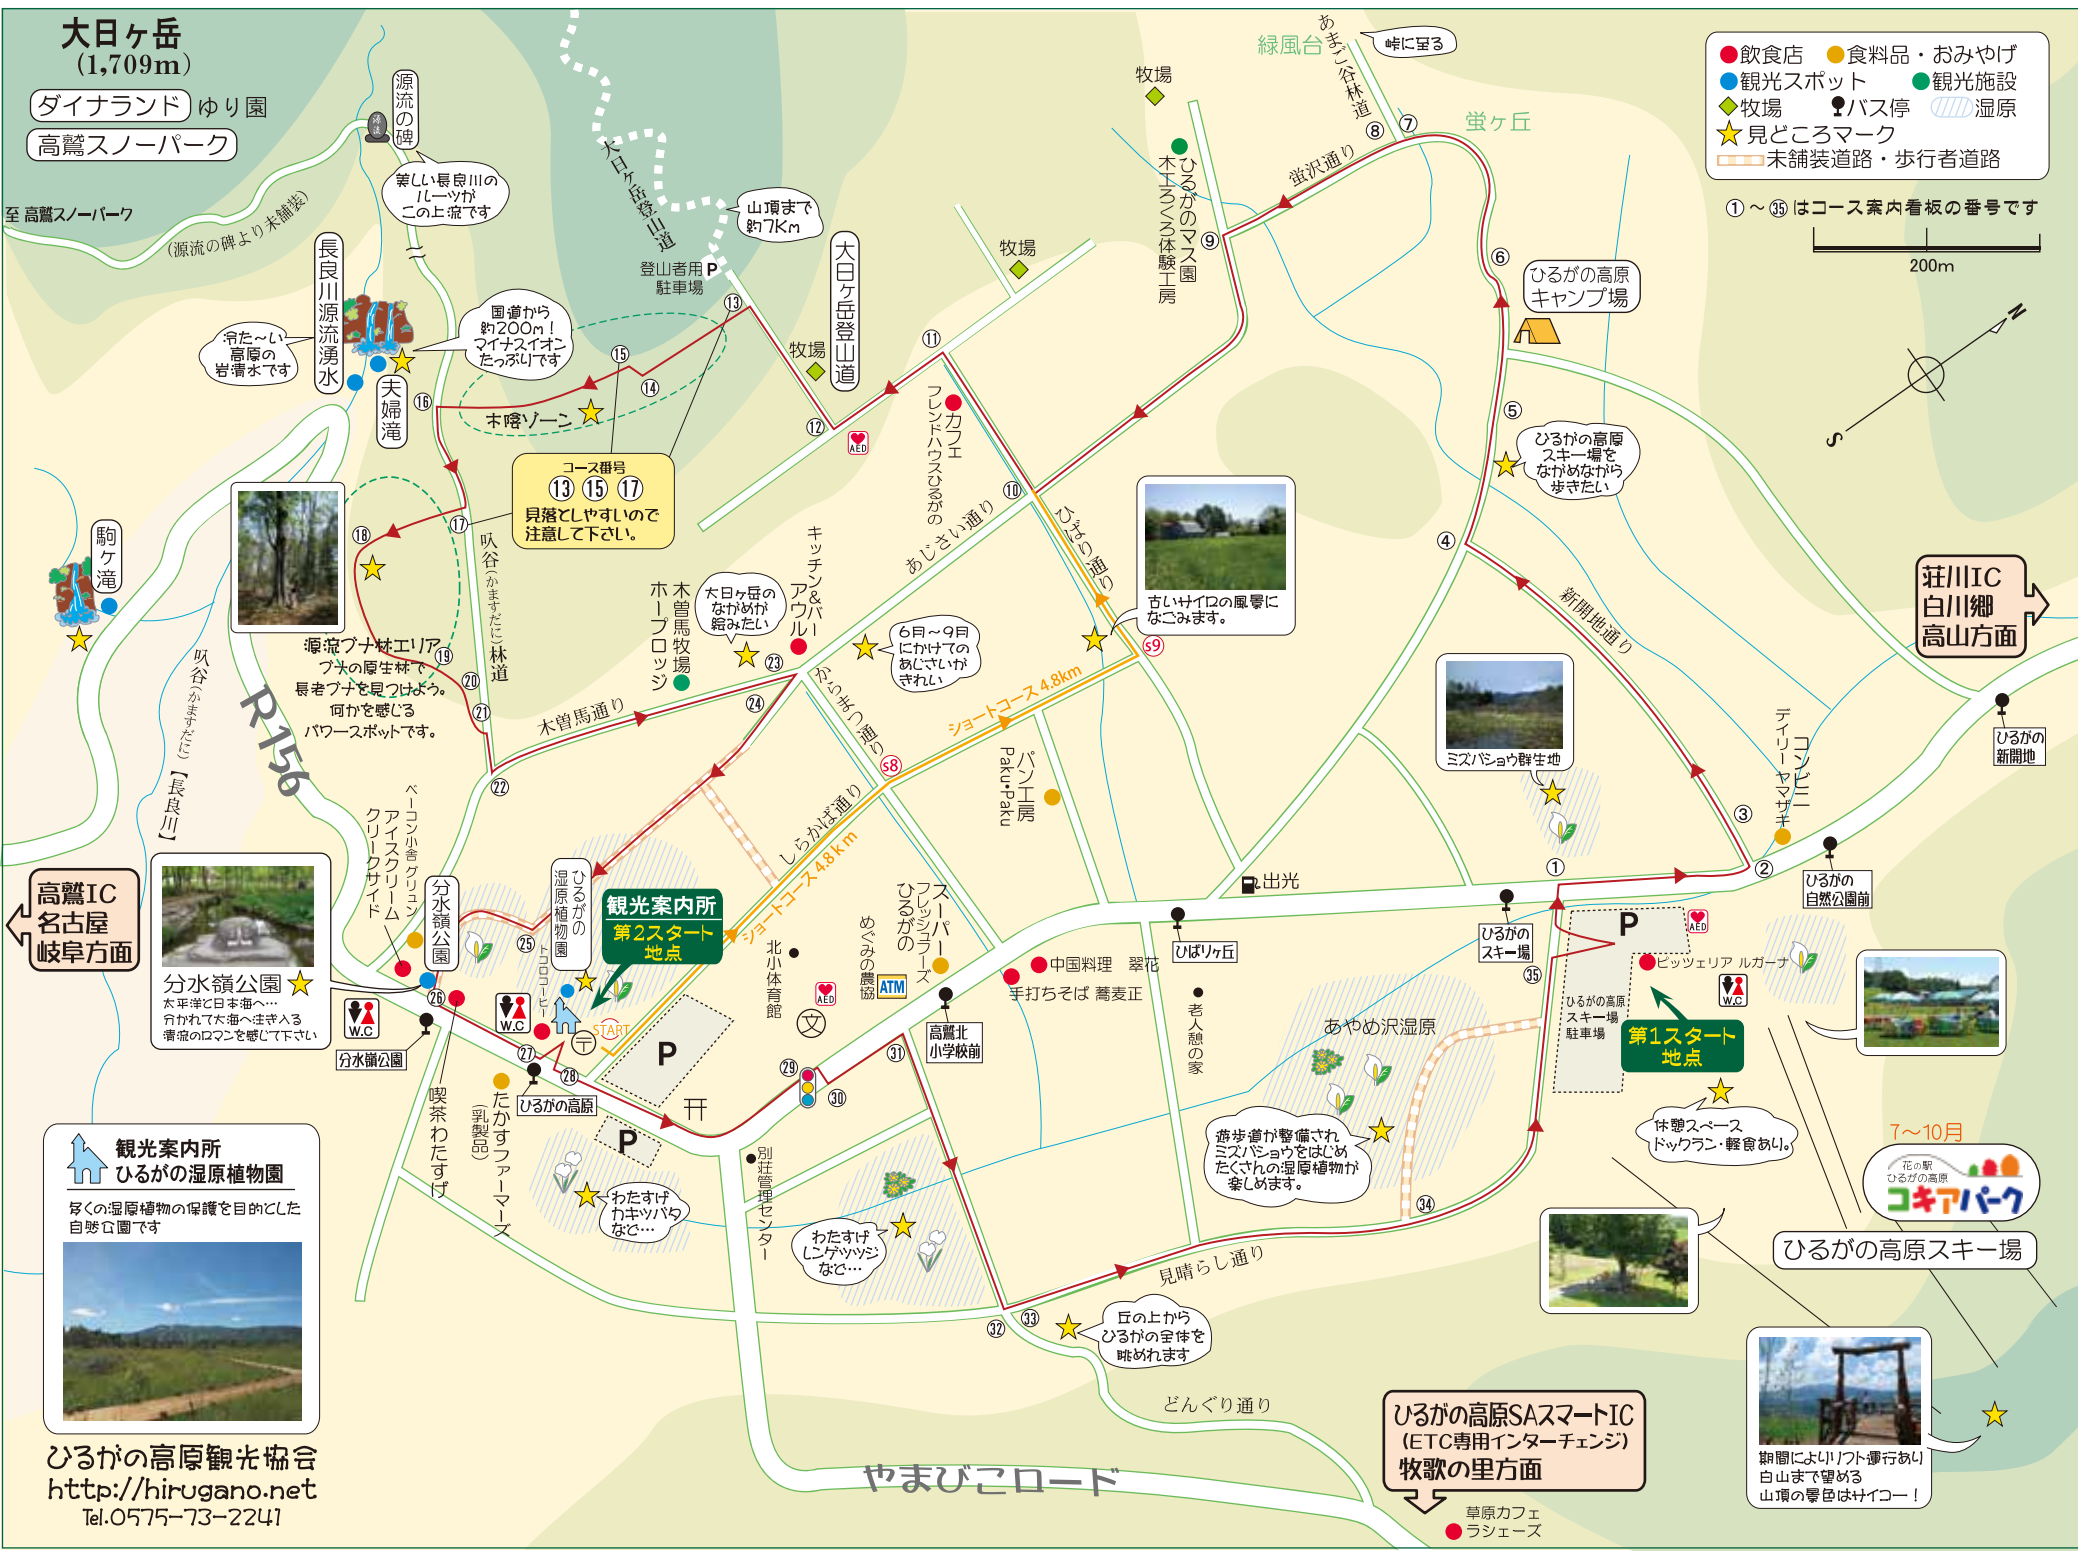 大日ヶ岳
(1,709m)
ダイナランド ゆり園
高鷲スノーパーク
至 高鷲スノーパーク
(源流の碑より未舗装)
源流の碑
源流
美しい長良川の
ルーツが
この上流です
長良川源流湧水
冷た〜い
高原の
岩清水です
夫婦滝
国道から
約200m!
マイナスイオン
たっぷりです
大日ヶ岳登山道
山頂まで
約7Km
登山者用 P
駐車場
大日ヶ岳登山道
牧場
牧場
牧場
木陰ゾーン
コース番号
⑬ ⑮ ⑰
見落としやすいので
注意して下さい。
ひるがのマス園
木工ろくろ体験工房
緑風台
あまご谷林道
峠に至る
蛍ヶ丘
蛍沢通り
飲食店 食料品・おみやげ
観光スポット 観光施設
牧場 バス停 湿原
見どころマーク
未舗装道路・歩行者道路
①〜㉟はコース案内看板の番号です
200m
N
S
ひるがの高原
キャンプ場
ひるがの高原
スキー場を
ながめながら
歩きたい
カフェ
フレンドハウスひるがの
AED
あじさい通り
ひばり通り
古いサイロの風景に
なごみます。
新開地通り
荘川IC
白川郷
高山方面
ひるがの
新開地
ミズバショウ群生地
コンビニ
デイリーヤマザキ
ひるがの
自然公園前
駒ヶ滝
源流ブナ林エリア
ブナの原生林で
長老ブナを見つけよう。
何かを感じる
パワースポットです。
叺谷(かますだに)林道
叺谷(かますだに)【長良川】
R156
木曽馬牧場
ホープロッジ
大日ヶ岳の
ながめが
絵みたい
キッチン&バー
アウル
6月〜9月
にかけての
あじさいが
きれい
木曽馬通り
からまつ通り
ショートコース 4.8km
s8
s9
しらかば通り
ショートコース 4.8km
パン工房
Paku・Paku
出光
高鷲IC
名古屋
岐阜方面
分水嶺公園
太平洋と日本海へ…
分かれて大海へ注ぎ入る
清流のロマンを感じて下さい
ベーコン小舎 グリュン
アイスクリーム
クリークサイド
分水嶺公園
W.C
分水嶺公園
ひるがの
湿原植物園
トコロコーヒー
観光案内所
第2スタート
地点
START
W.C
〒
P
P
ひるがの高原
喫茶わたすげ
たかすファーマーズ
(乳製品)
わたすげ
カキツバタ
など…
北小体育館
AED
文
めぐみの農協
ATM
スーパー
フレッシュフーズ
ひるがの
高鷲北
小学校前
中国料理 翠花
手打ちそば 蕎麦正
ひばりヶ丘
老人憩の家
別荘管理センター
わたすげ
レンゲツツジ
など…
あやめ沢湿原
遊歩道が整備され
ミズバショウをはじめ
たくさんの湿原植物が
楽しめます。
ひるがの
スキー場
P
AED
ピッツェリア ルガーナ
ひるがの高原
スキー場
駐車場
第1スタート
地点
W.C
休憩スペース
ドックラン・軽食あり。
7〜10月
花の駅
ひるがの高原
コキアパーク
ひるがの高原スキー場
見晴らし通り
丘の上から
ひるがの全体を
眺めれます
どんぐり通り
やまびこロード
ひるがの高原SAスマートIC
(ETC専用インターチェンジ)
牧歌の里方面
草原カフェ
ラシェーズ
期間によりリフト運行あり
白山まで望める
山頂の景色はサイコー!
観光案内所
ひるがの湿原植物園
多くの湿原植物の保護を目的とした
自然公園です
ひるがの高原観光協会
http://hirugano.net
Tel.0575-73-2241
①
②
③
④
⑤
⑥
⑦
⑧
⑨
⑩
⑪
⑫
⑬
⑭
⑮
⑯
⑰
⑱
⑲
⑳
㉑
㉒
㉓
㉔
㉕
㉖
㉗
㉘
㉙
㉚
㉛
㉜
㉝
㉞
㉟